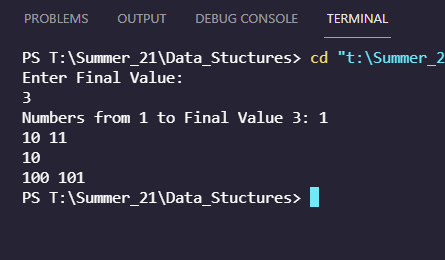 PROBLEMS OUTPUT DEBUG CONSOLE TERMINAL
PS T:\Summer_21\Data_Stuctures> cd "t:\Summer_2
Enter Final Value:
3
Numbers from 1 to Final Value 3: 1
10 11
10
100 101
PS T:\Summer_21\Data_Stuctures>